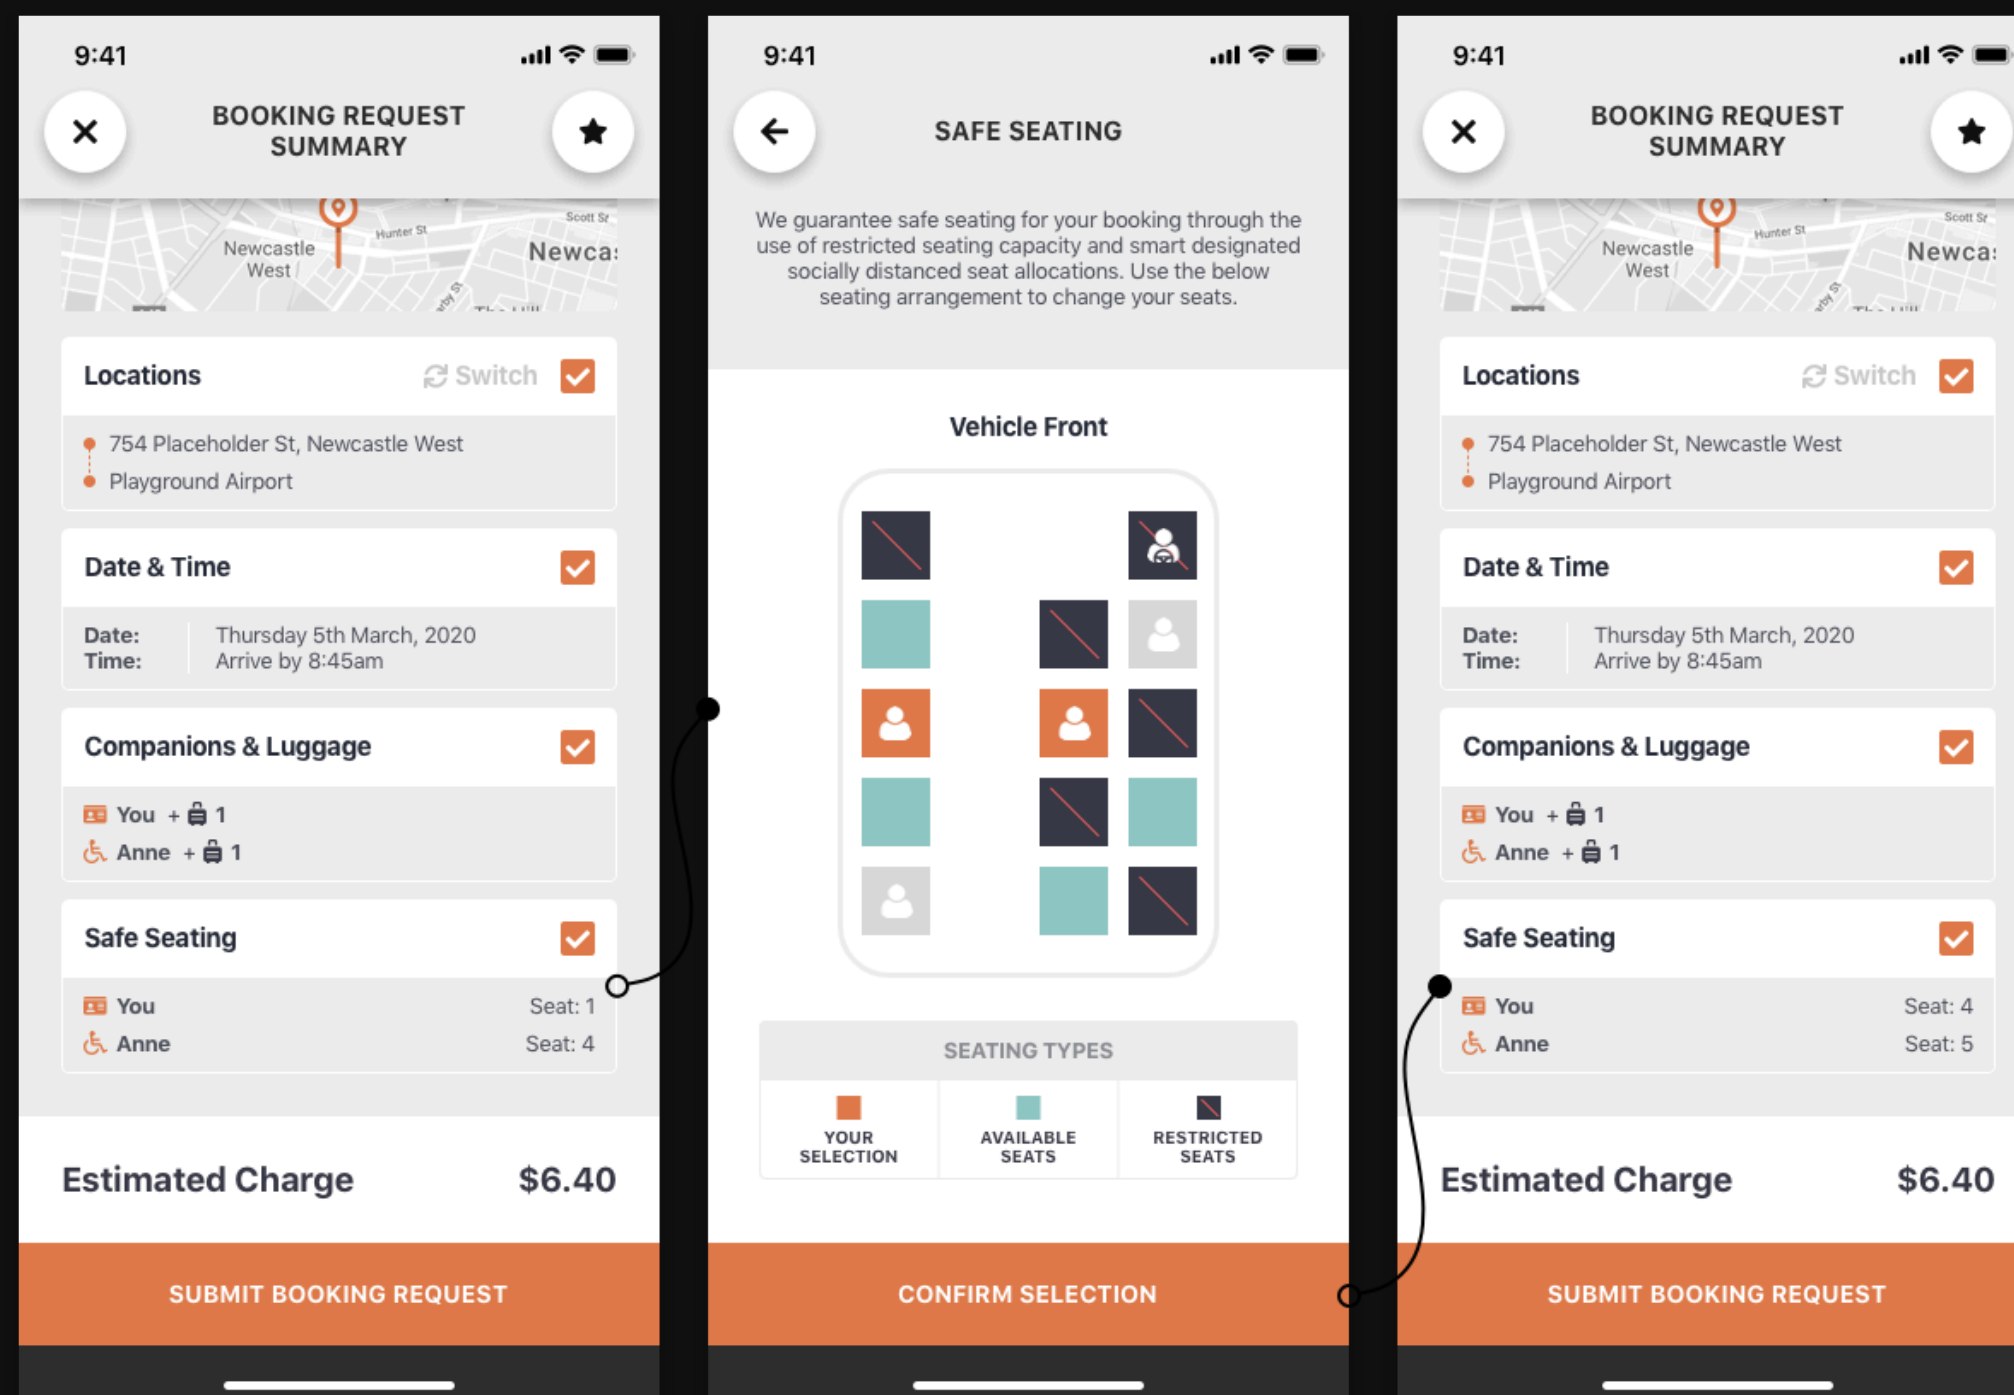 9:41
BOOKING REQUEST
SUMMARY
Scott Sr
Hunter St
Newcastle
West
Newca
Locations
Switch
754 Placeholder St, Newcastle West
Playground Airport
Date & Time
Date: Thursday 5th March, 2020
Time: Arrive by 8:45am
Companions & Luggage
You + 1
Anne + 1
Safe Seating
You Seat: 1
Anne Seat: 4
Estimated Charge $6.40
SUBMIT BOOKING REQUEST
9:41
SAFE SEATING
We guarantee safe seating for your booking through the
use of restricted seating capacity and smart designated
socially distanced seat allocations. Use the below
seating arrangement to change your seats.
Vehicle Front
SEATING TYPES
YOUR
SELECTION
AVAILABLE
SEATS
RESTRICTED
SEATS
CONFIRM SELECTION
9:41
BOOKING REQUEST
SUMMARY
Scott Sr
Hunter St
Newcastle
West
Newca
Locations
Switch
754 Placeholder St, Newcastle West
Playground Airport
Date & Time
Date: Thursday 5th March, 2020
Time: Arrive by 8:45am
Companions & Luggage
You + 1
Anne + 1
Safe Seating
You Seat: 4
Anne Seat: 5
Estimated Charge $6.40
SUBMIT BOOKING REQUEST